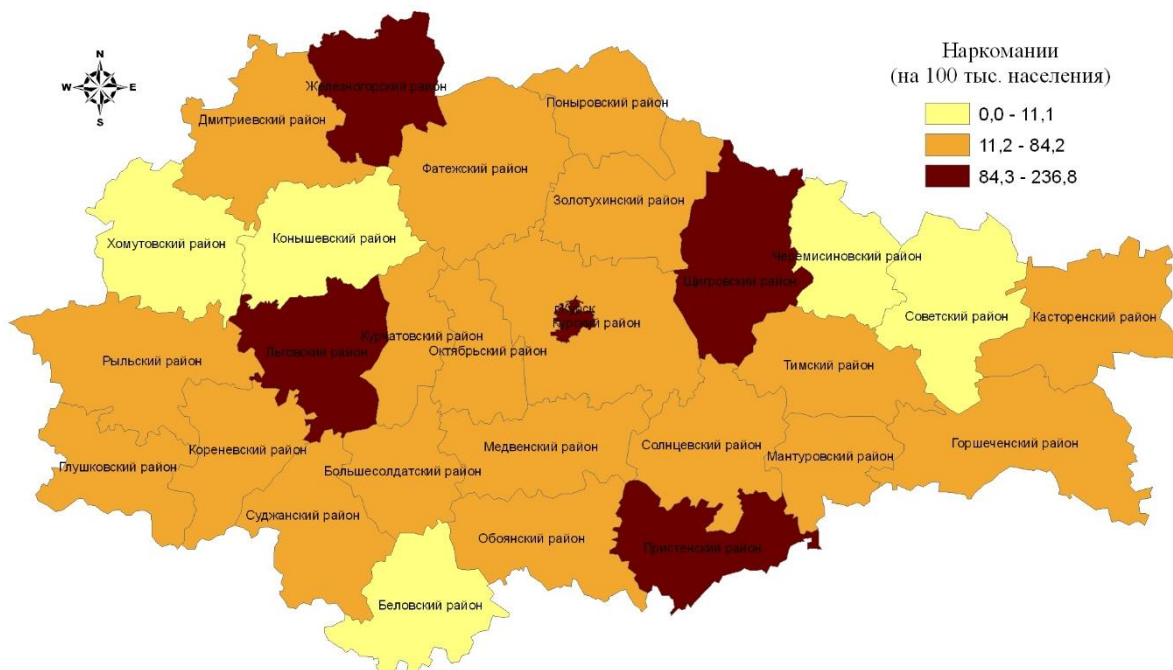 Наркомании
(на 100 тыс. населения)
0,0 - 11,1
11,2 - 84,2
84,3 - 236,8
N
W
E
S
Железногорский район
Дмитриевский район
Поныровский район
Фатежский район
Золотухинский район
Хомутовский район
Конышевский район
Черемисиновский район
Щигровский район
г.Курск
Курский район
Советский район
Касторенский район
Курчатовский район
Октябрьский район
Льговский район
Рыльский район
Тимский район
Кореневский район
Медвенский район
Солнцевский район
Горшеченский район
Глушковский район
Большесолдатский район
Мантуровский район
Суджанский район
Обоянский район
Пристенский район
Беловский район